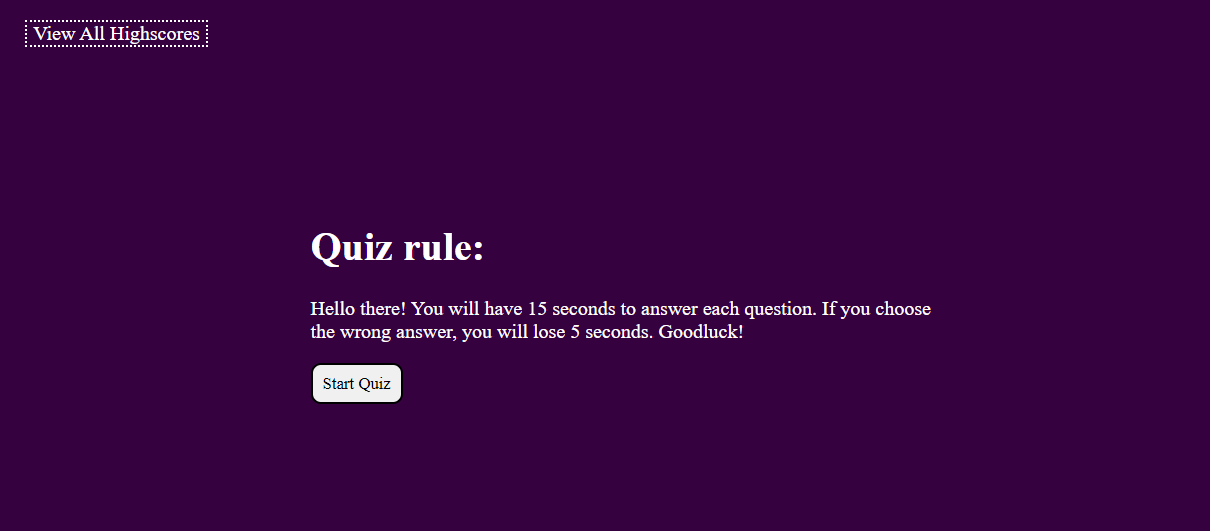 View All Highscores
Quiz rule:
Hello there! You will have 15 seconds to answer each question. If you choose
the wrong answer, you will lose 5 seconds. Goodluck!
Start Quiz